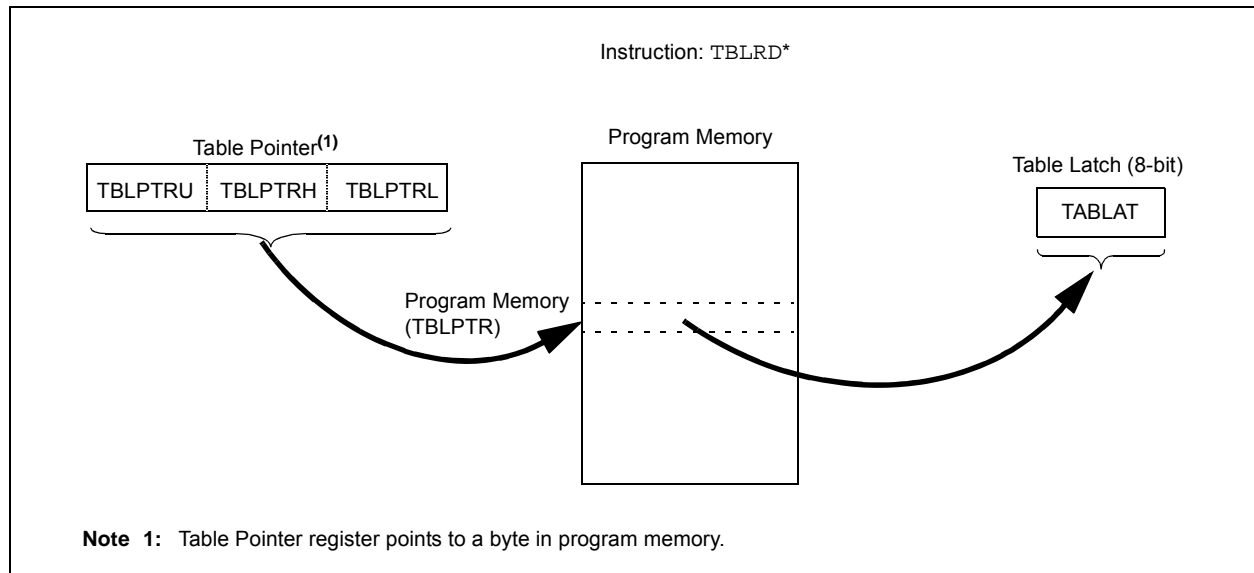 Instruction: TBLRD*
Table Pointer(1)
TBLPTRU TBLPTRH TBLPTRL
Program Memory
(TBLPTR)
Program Memory
Table Latch (8-bit)
TABLAT
Note 1: Table Pointer register points to a byte in program memory.